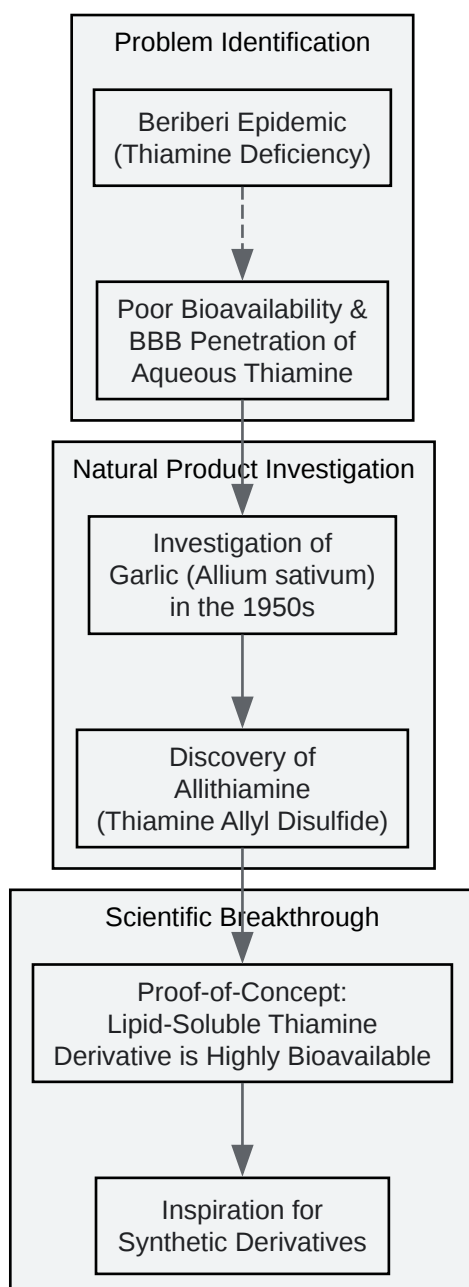 Problem Identification
Beriberi Epidemic
(Thiamine Deficiency)
Poor Bioavailability &
BBB Penetration of
Aqueous Thiamine
Natural Product Investigation
Investigation of
Garlic (Allium sativum)
in the 1950s
Discovery of
Allithiamine
(Thiamine Allyl Disulfide)
Scientific Breakthrough
Proof-of-Concept:
Lipid-Soluble Thiamine
Derivative is Highly Bioavailable
Inspiration for
Synthetic Derivatives